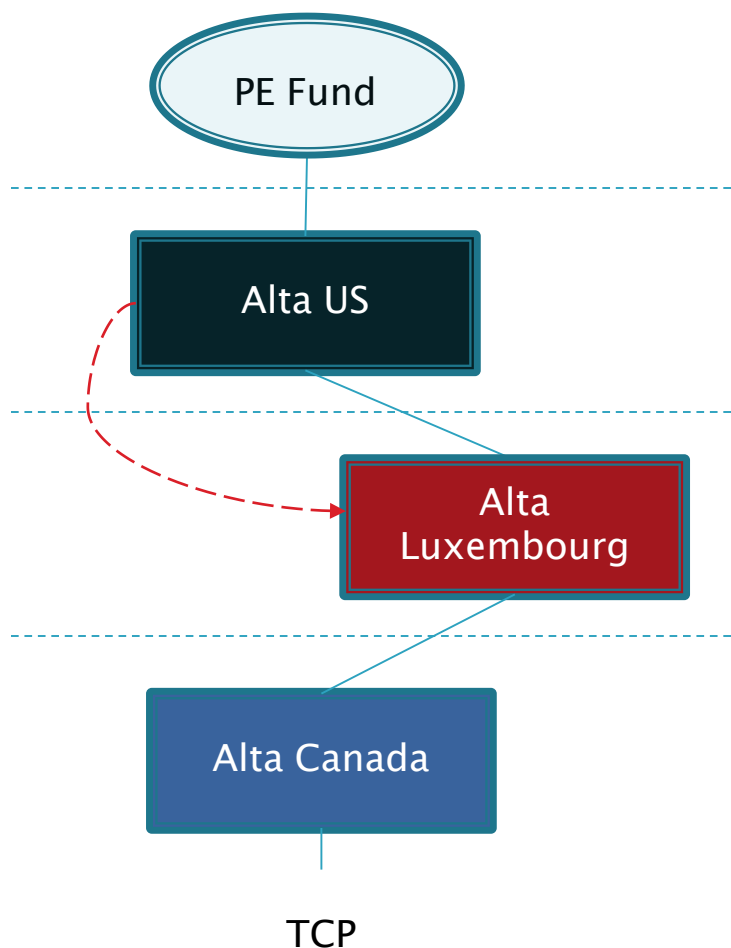 PE Fund
Alta US
Alta
Luxembourg
Alta Canada
TCP